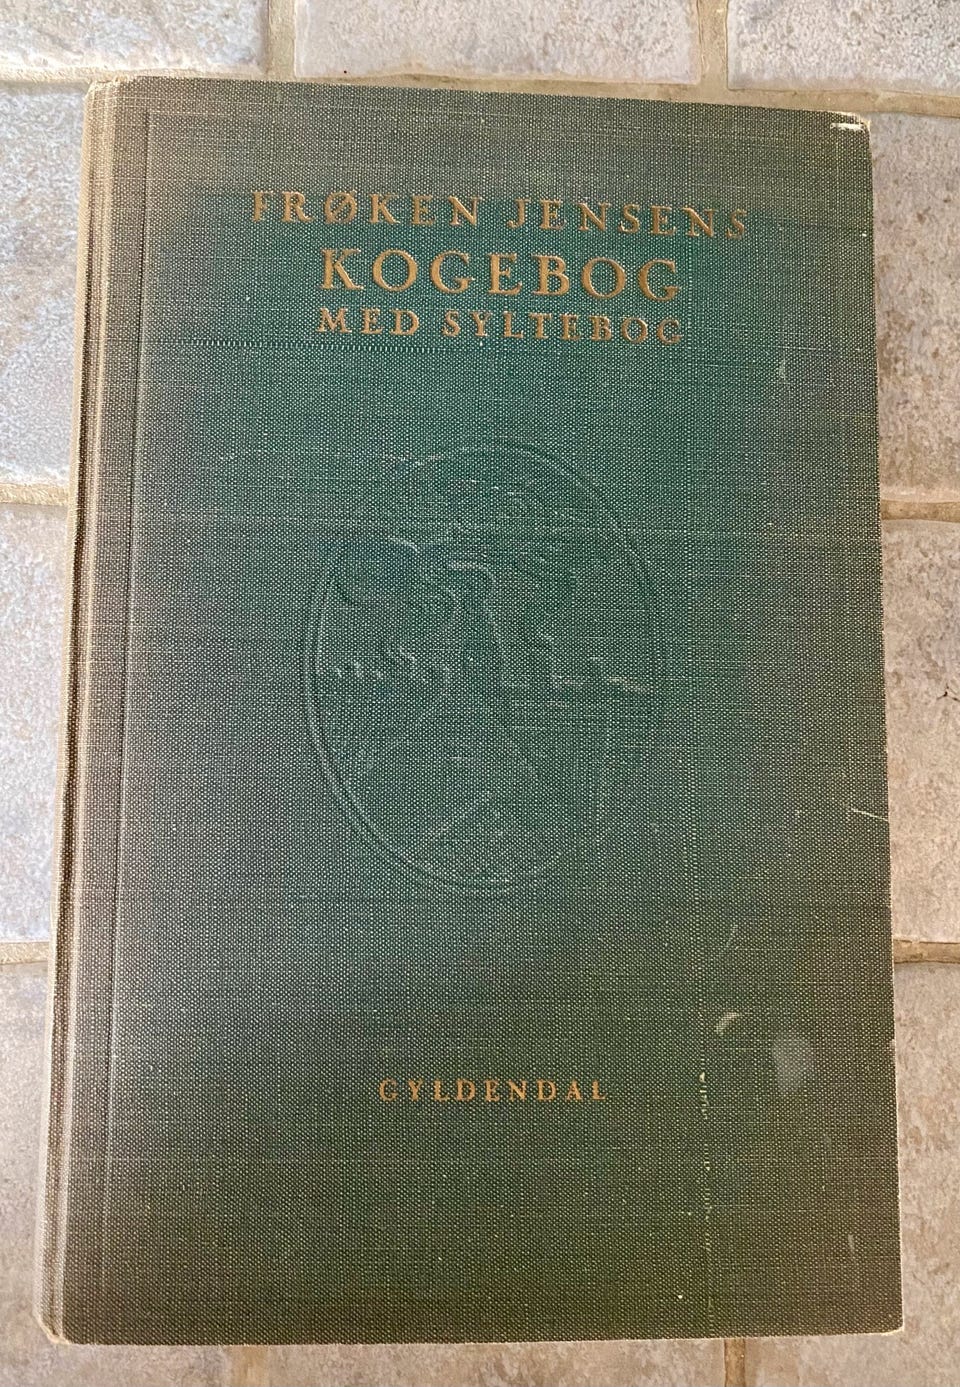 FRØKEN JENSENS
KOGEBOG
MED SYLTEBOG
GYLDENDAL